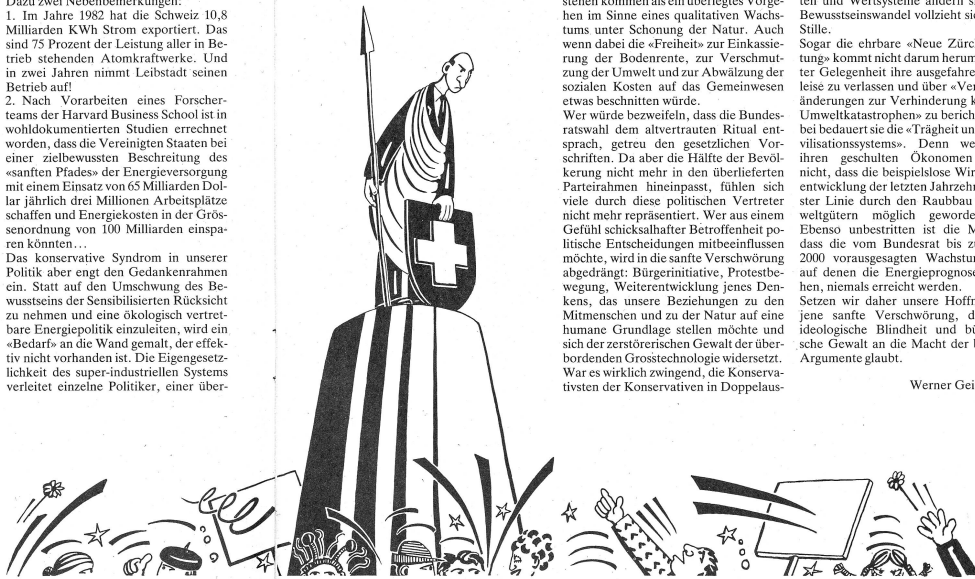 Dazu zwei Nebenbemerkungen:
1. Im Jahre 1982 hat die Schweiz 10,8
Milliarden KWh Strom exportiert. Das
sind 75 Prozent der Leistung aller in Be-
trieb stehenden Atomkraftwerke. Und
in zwei Jahren nimmt Leibstadt seinen
Betrieb auf!
2. Nach Vorarbeiten eines Forscher-
teams der Harvard Business School ist in
wohldokumentierten Studien errechnet
worden, dass die Vereinigten Staaten bei
einer zielbewussten Beschreitung des
«sanften Pfades» der Energieversorgung
mit einem Einsatz von 65 Milliarden Dol-
lar jährlich drei Millionen Arbeitsplätze
schaffen und Energiekosten in der Grös-
senordnung von 100 Milliarden einspa-
ren könnten...
Das konservative Syndrom in unserer
Politik aber engt den Gedankenrahmen
ein. Statt auf den Umschwung des Be-
wusstseins der Sensibilisierten Rücksicht
zu nehmen und eine ökologisch vertret-
bare Energiepolitik einzuleiten, wird ein
«Bedarf» an die Wand gemalt, der effek-
tiv nicht vorhanden ist. Die Eigengesetz-
lichkeit des super-industriellen Systems
verleitet einzelne Politiker, einer über-
stehen kommen als ein überlegtes Vorge-
hen im Sinne eines qualitativen Wachs-
tums unter Schonung der Natur. Auch
wenn dabei die «Freiheit» zur Einkassie-
rung der Bodenrente, zur Verschmut-
zung der Umwelt und zur Abwälzung der
sozialen Kosten auf das Gemeinwesen
etwas beschnitten würde.
Wer würde bezweifeln, dass die Bundes-
ratswahl dem altvertrauten Ritual ent-
sprach, getreu den gesetzlichen Vor-
schriften. Da aber die Hälfte der Bevöl-
kerung nicht mehr in den überlieferten
Parteirahmen hineinpasst, fühlen sich
viele durch diese politischen Vertreter
nicht mehr repräsentiert. Wer aus einem
Gefühl schicksalhafter Betroffenheit po-
litische Entscheidungen mitbeeinflussen
möchte, wird in die sanfte Verschwörung
abgedrängt: Bürgerinitiative, Protestbe-
wegung, Weiterentwicklung jenes Den-
kens, das unsere Beziehungen zu den
Mitmenschen und zu der Natur auf eine
humane Grundlage stellen möchte und
sich der zerstörerischen Gewalt der über-
bordenden Grosstechnologie widersetzt.
War es wirklich zwingend, die Konserva-
tivsten der Konservativen in Doppelaus-
ten und Wertsysteme ändern
Bewusstseinswandel vollzieht
Stille.
Sogar die ehrbare «Neue
tung» kommt nicht darum herum
ter Gelegenheit ihre ausgefahre
leise zu verlassen und über «Ver
änderungen zur Verhinderung
Umweltkatastrophen» zu
bei bedauert sie die «Trägheit
vilisationssystems». Denn
ihren geschulten Ökonomen
nicht, dass die beispiellose
entwicklung der letzten
ster Linie durch den Raubbau
weltgütern möglich
Ebenso unbestritten ist die
dass die vom Bundesrat bis
2000 vorausgesagten
auf denen die
hen, niemals erreicht werden.
Setzen wir daher unsere
jene sanfte Verschwörung,
ideologische Blindheit und
sche Gewalt an die Macht der
Argumente glaubt.
Werner